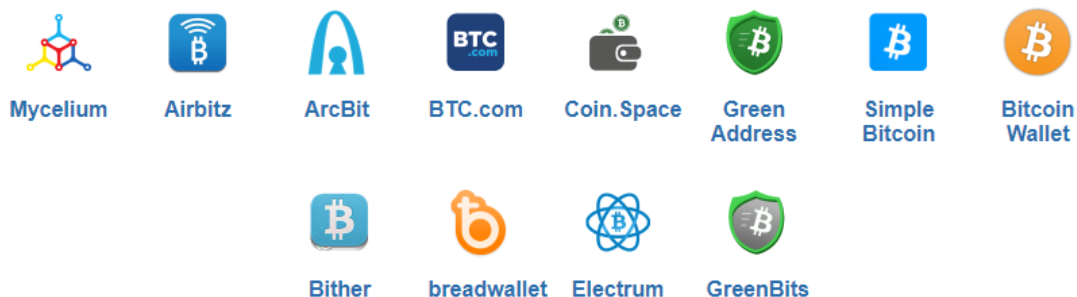 BTC
.com
Mycelium Airbitz ArcBit BTC.com Coin.Space Green Simple Bitcoin
Address Bitcoin Wallet
Bither breadwallet Electrum GreenBits